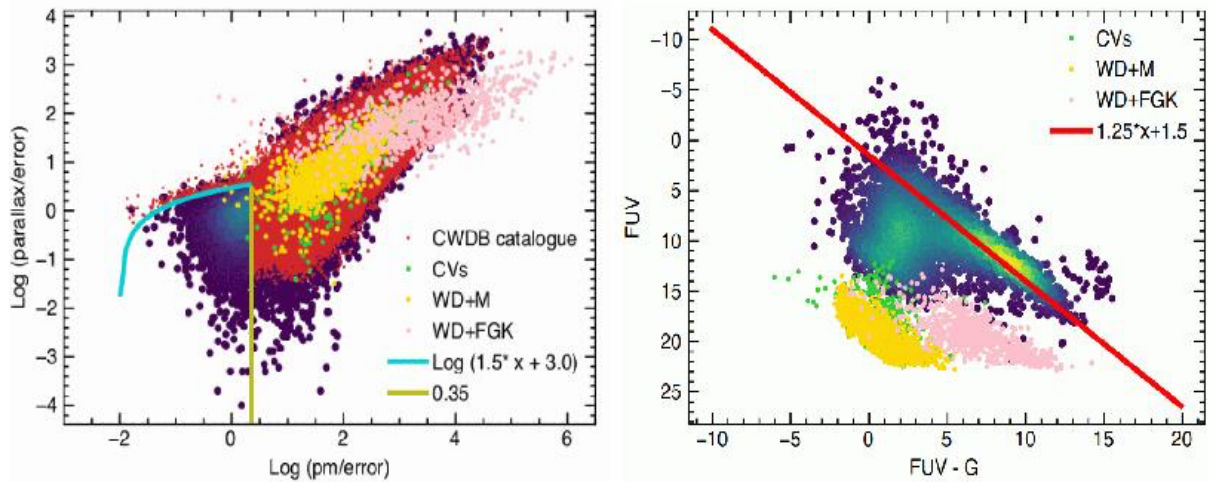 4
3
2
1
0
−1
−2
−3
−4
Log (parallax/error)
CWDB catalogue
CVs
WD+M
WD+FGK
Log (1.5* x + 3.0)
0.35
−2 0 2 4 6
Log (pm/error)
−10
−5
0
5
10
15
20
25
FUV
CVs
WD+M
WD+FGK
1.25*x+1.5
−10 −5 0 5 10 15 20
FUV - G